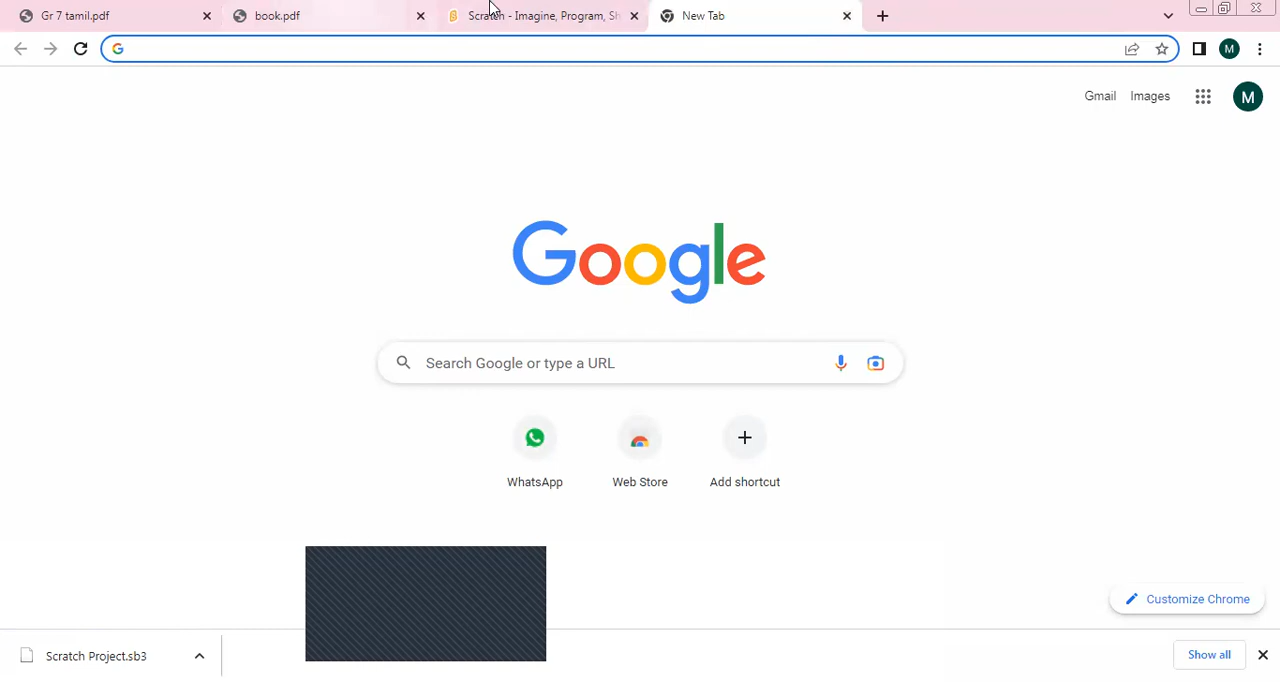 Gr 7 tamil.pdf
book.pdf
Scratch - Imagine, Program, Sh
New Tab
M
Gmail
Images
M
Google
Search Google or type a URL
WhatsApp
Web Store
Add shortcut
Customize Chrome
Scratch Project.sb3
Show all